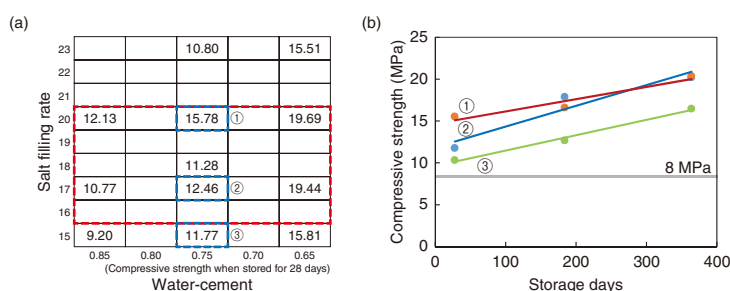 (a)
Salt filling rate
23 10.80 15.51
22
21
20 12.13 15.78 ① 19.69
19
18 11.28
17 10.77 12.46 ② 19.44
16
15 9.20 11.77 ③ 15.81
0.85 0.80 0.75 0.70 0.65
(Compressive strength when stored for 28 days)
Water-cement
(b)
Compressive strength (MPa)
25
20
15
10
5
0
①
②
③
8 MPa
0 100 200 300 400
Storage days